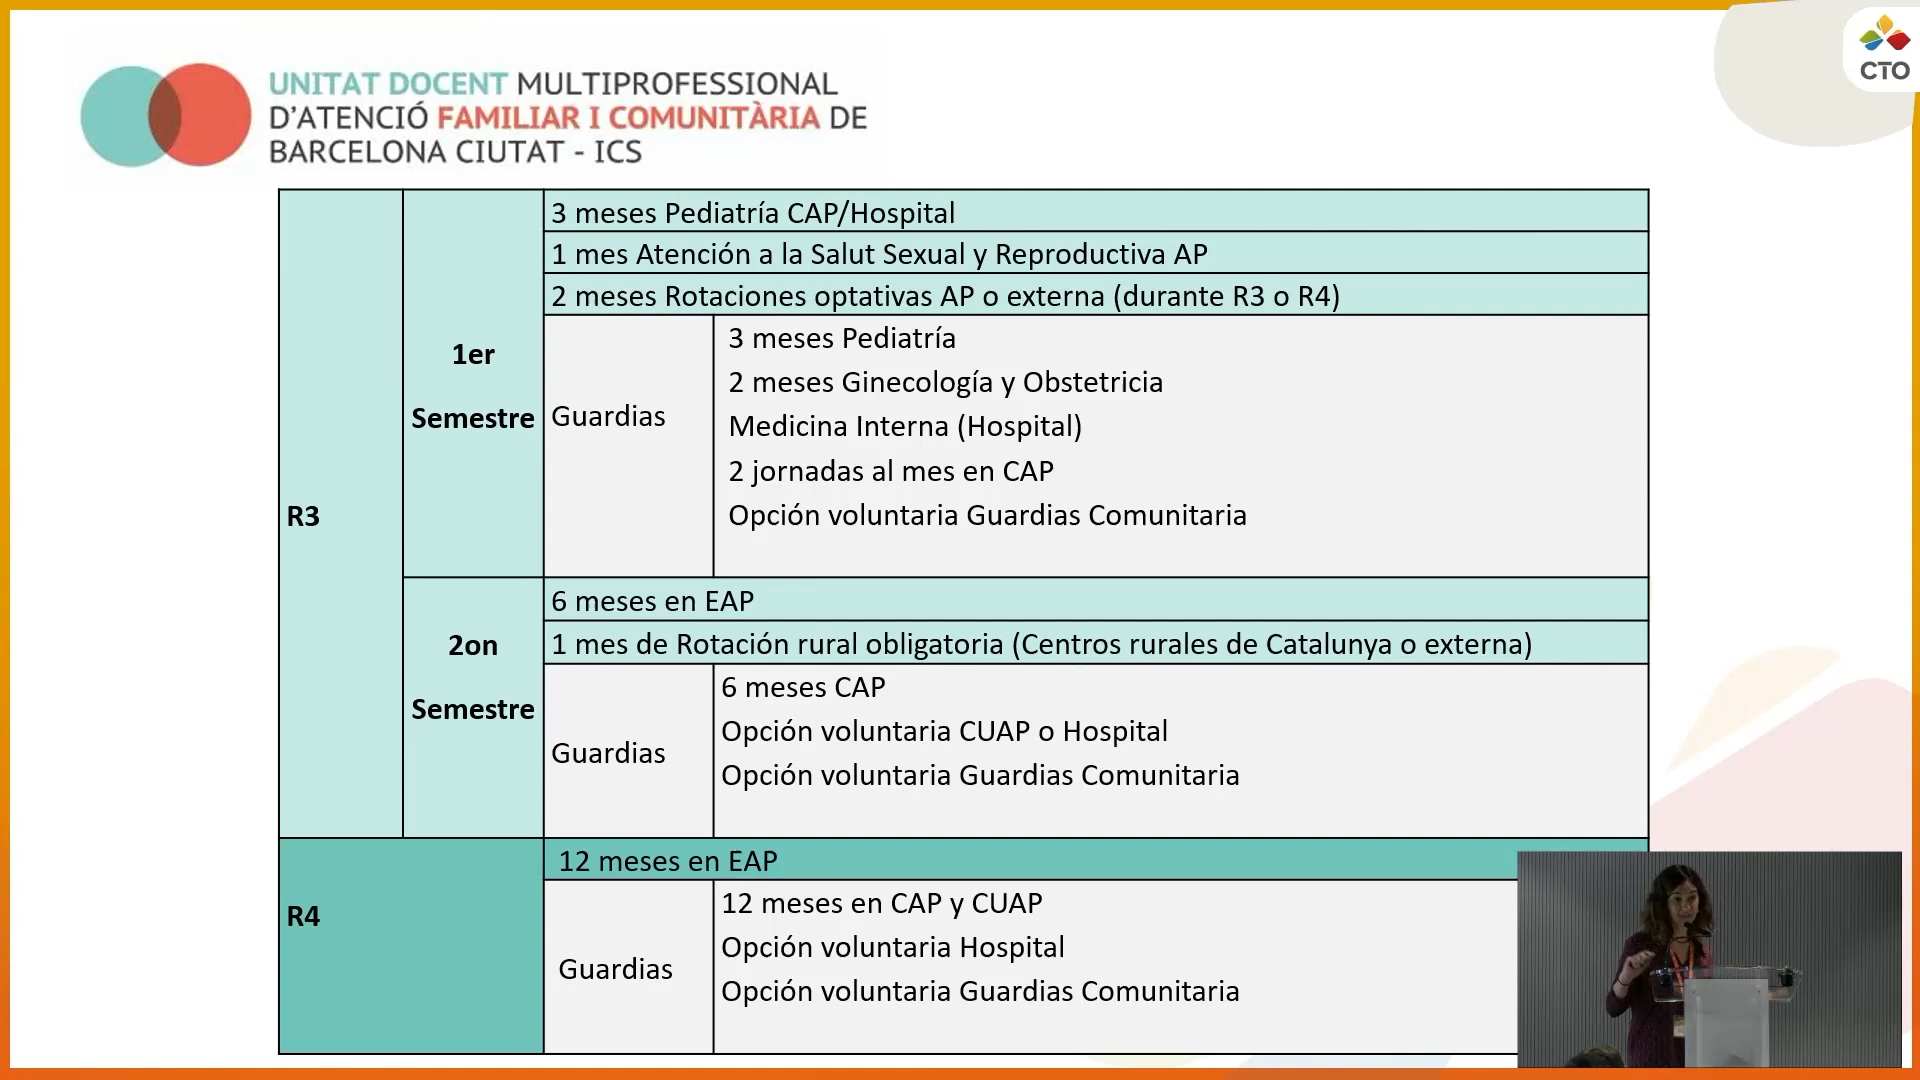 UNITAT DOCENT MULTIPROFESSIONAL
D'ATENCIÓ FAMILIAR I COMUNITÀRIA DE
BARCELONA CIUTAT - ICS
CTO
R3
1er
Semestre
3 meses Pediatría CAP/Hospital
1 mes Atención a la Salut Sexual y Reproductiva AP
2 meses Rotaciones optativas AP o externa (durante R3 o R4)
Guardias
3 meses Pediatría
2 meses Ginecología y Obstetricia
Medicina Interna (Hospital)
2 jornadas al mes en CAP
Opción voluntaria Guardias Comunitaria
2on
Semestre
6 meses en EAP
1 mes de Rotación rural obligatoria (Centros rurales de Catalunya o externa)
Guardias
6 meses CAP
Opción voluntaria CUAP o Hospital
Opción voluntaria Guardias Comunitaria
R4
12 meses en EAP
Guardias
12 meses en CAP y CUAP
Opción voluntaria Hospital
Opción voluntaria Guardias Comunitaria